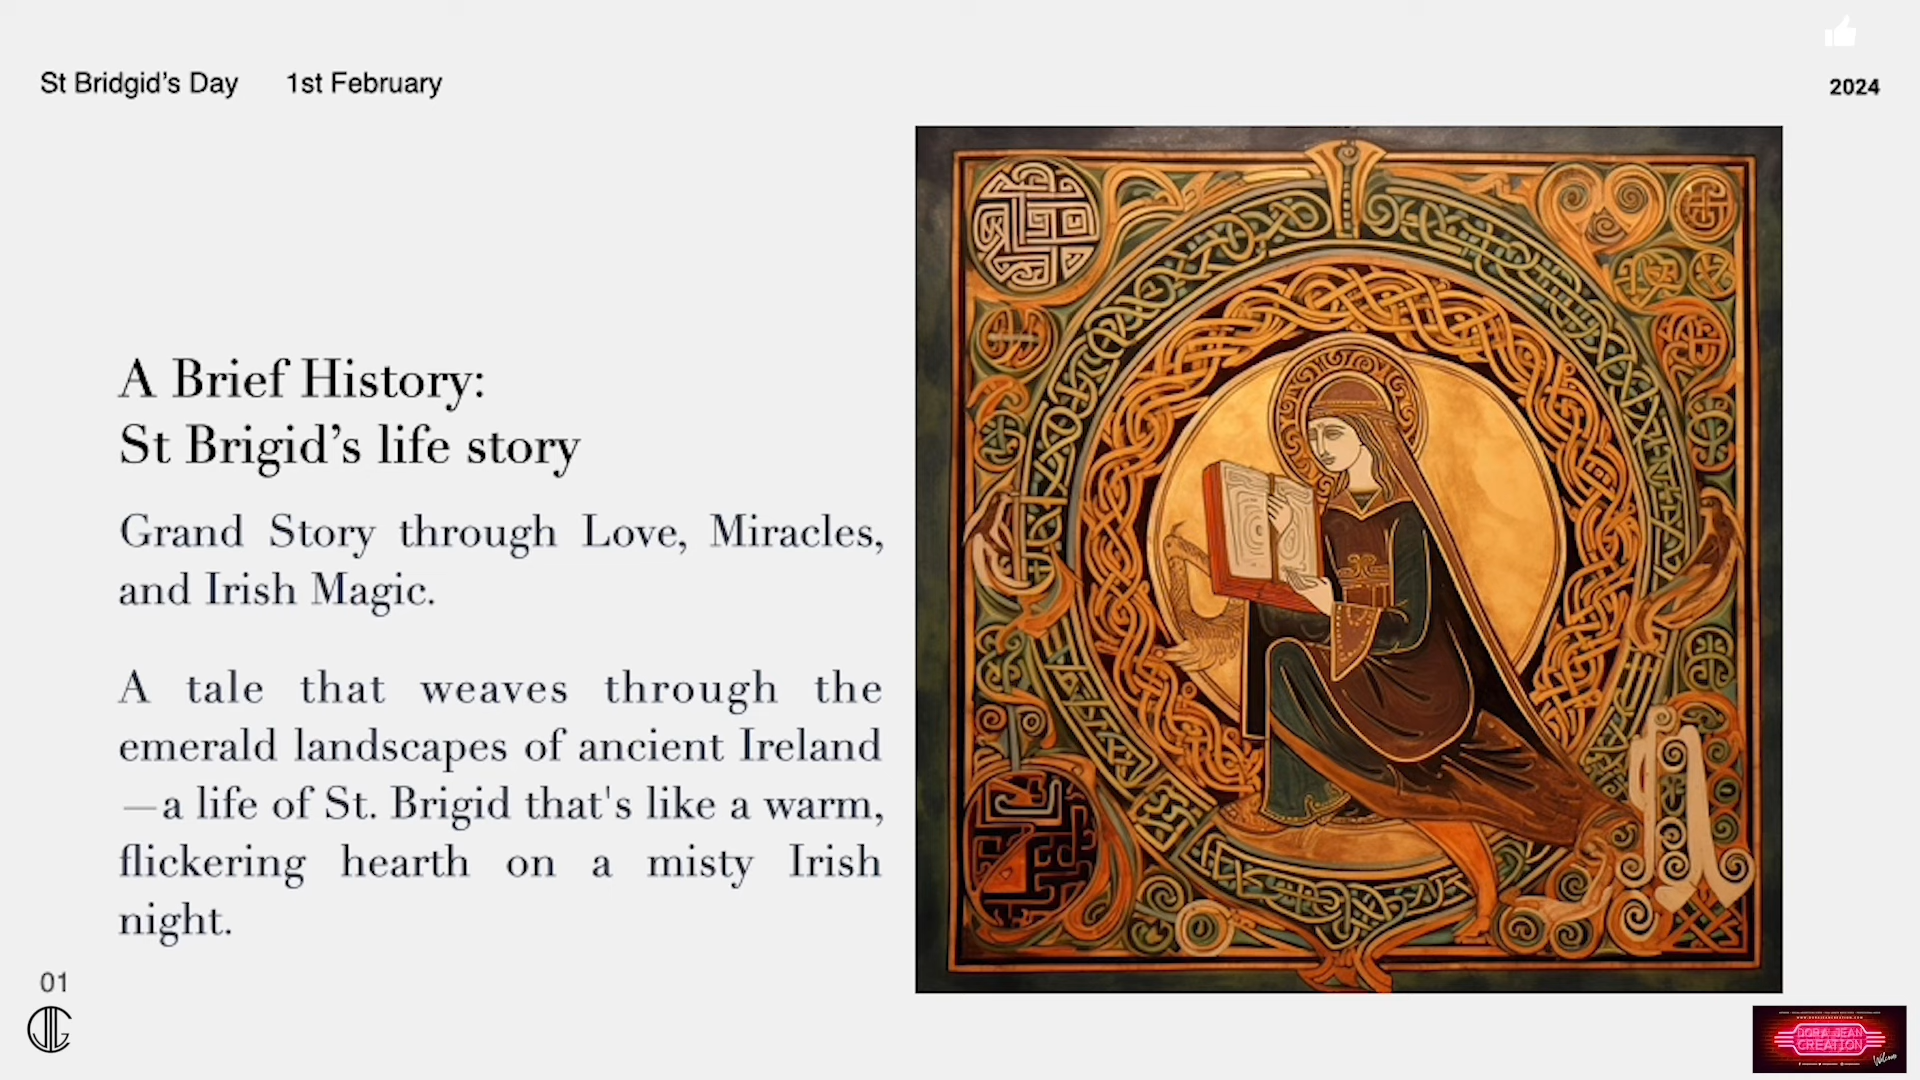 St Bridgid’s Day 1st February
2024
A Brief History:
St Brigid’s life story
Grand Story through Love, Miracles,
and Irish Magic.
A tale that weaves through the
emerald landscapes of ancient Ireland
—a life of St. Brigid that's like a warm,
flickering hearth on a misty Irish
night.
01
DORA JEAN
CREATION
Welcome